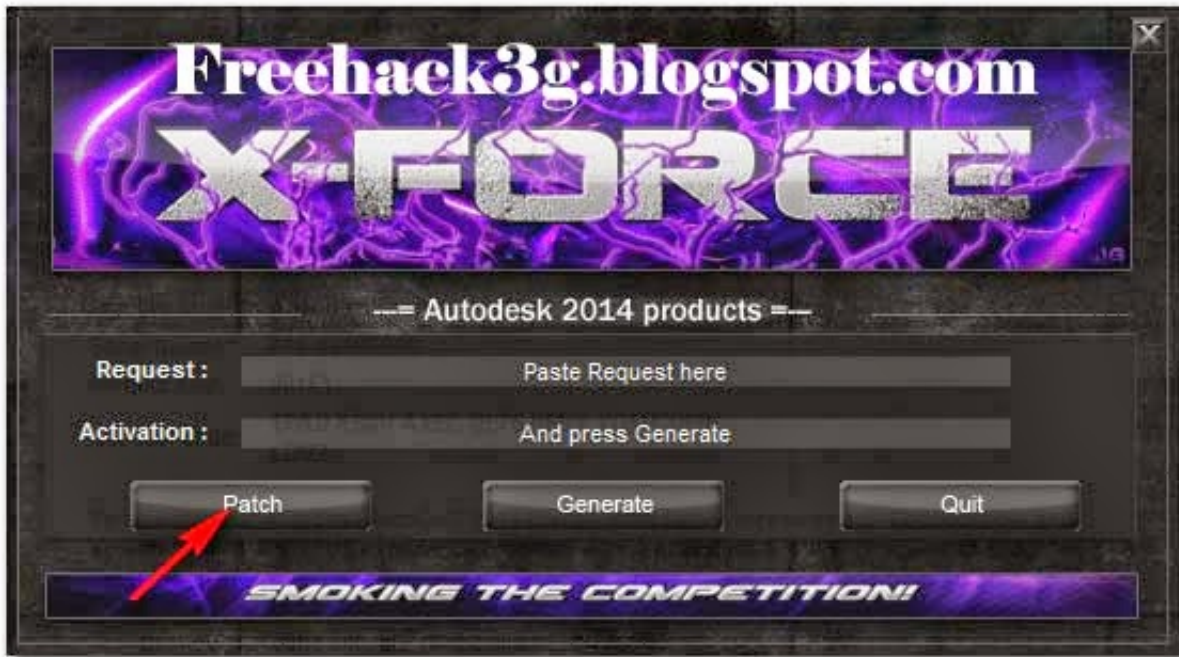 Freehack3g.blogspot.com
X-FORCE
---= Autodesk 2014 products =---
Request :
Paste Request here
Activation :
And press Generate
Patch
Generate
Quit
SMOKING THE COMPETITION!